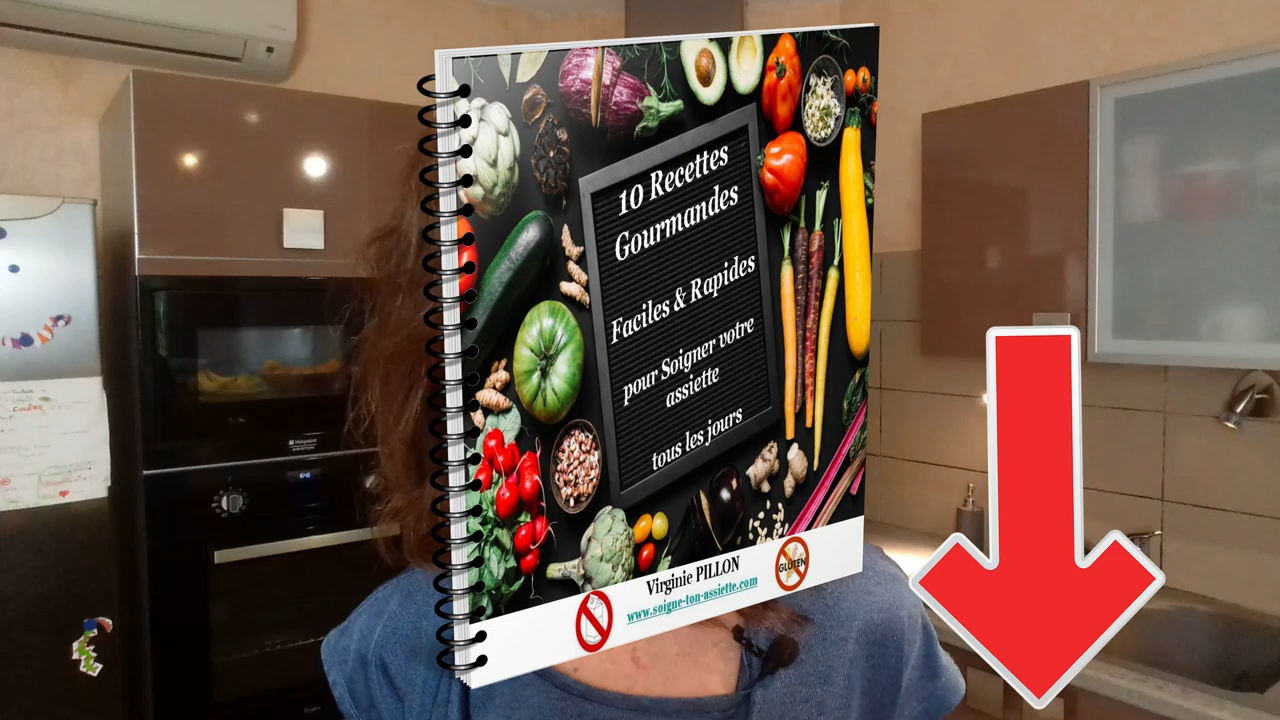 10 Recettes
Gourmandes
Faciles & Rapides
pour Soigner votre
assiette
tous les jours
Virginie PILLON
www.soigne-ton-assiette.com
GLUTEN
Hotpoint